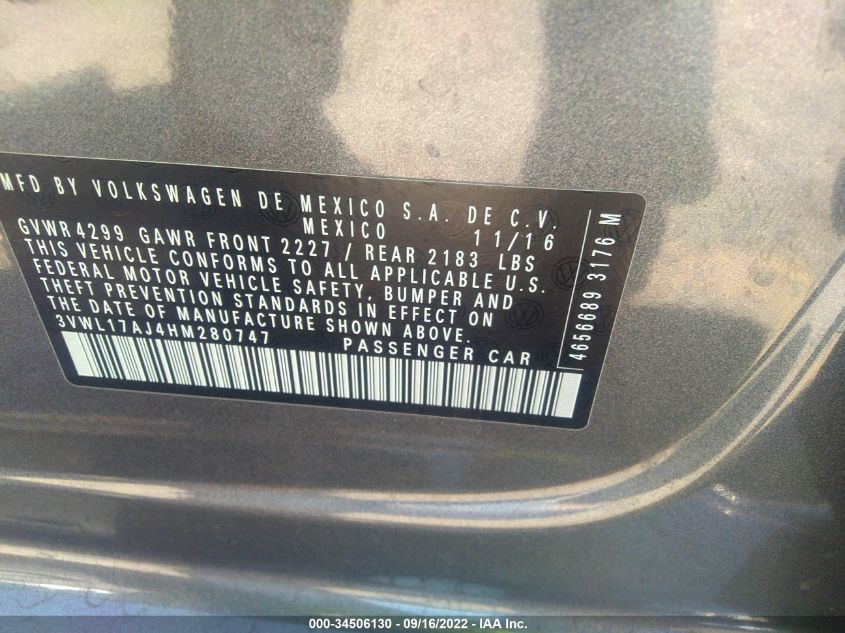 MFD BY VOLKSWAGEN DE MEXICO S.A. DE C.V.
MEXICO 11/16
GVWR 4299 GAWR FRONT 2227 / REAR 2183 LBS
THIS VEHICLE CONFORMS TO ALL APPLICABLE U.S.
FEDERAL MOTOR VEHICLE SAFETY, BUMPER AND
THEFT PREVENTION STANDARDS IN EFFECT ON
THE DATE OF MANUFACTURE SHOWN ABOVE.
3VWL17AJ4HM280747 PASSENGER CAR
4656689 3176 M
000-34506130 - 09/16/2022 - IAA Inc.